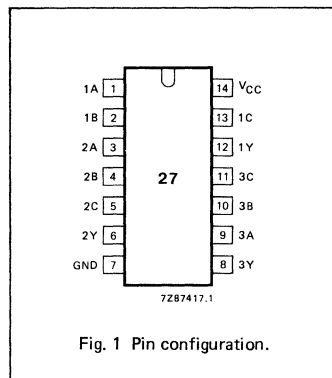 1A 1 14 VCC
1B 2 13 1C
2A 3 12 1Y
2B 4 27 11 3C
2C 5 10 3B
2Y 6 9 3A
GND 7 8 3Y
7Z87417.1
Fig. 1 Pin configuration.